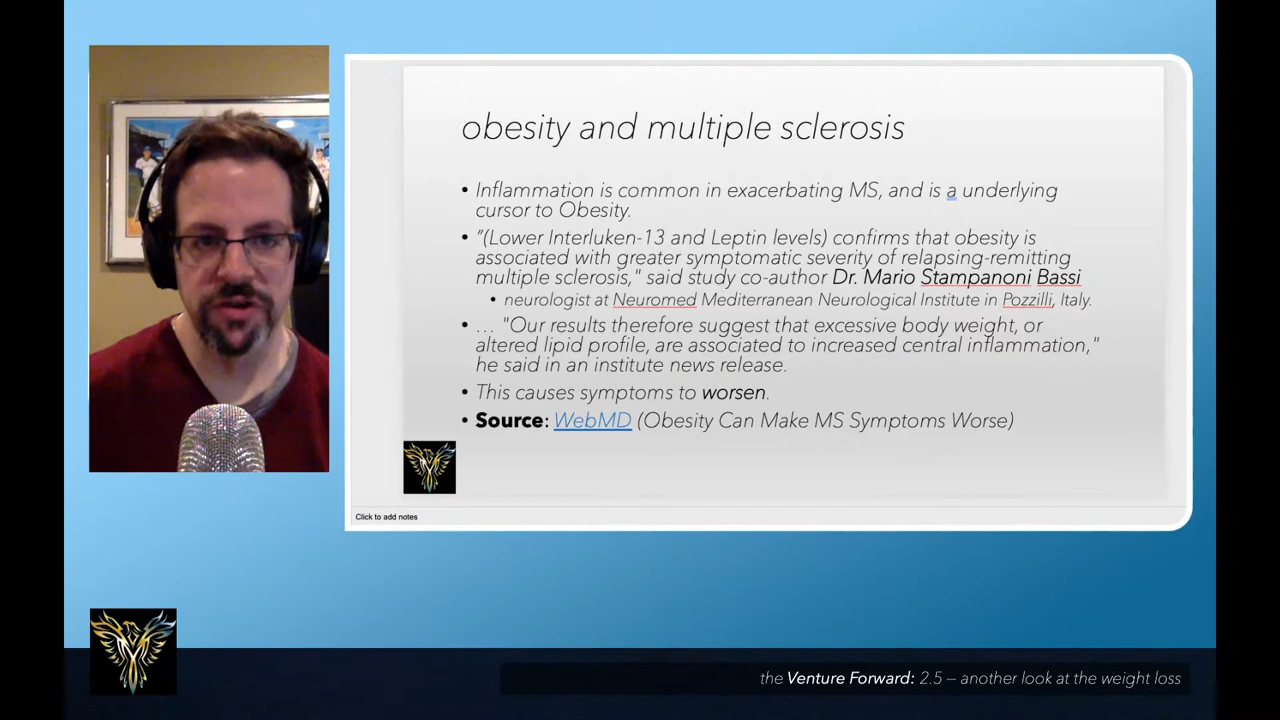 obesity and multiple sclerosis
• Inflammation is common in exacerbating MS, and is a underlying
cursor to Obesity.
• "(Lower Interluken-13 and Leptin levels) confirms that obesity is
associated with greater symptomatic severity of relapsing-remitting
multiple sclerosis," said study co-author Dr. Mario Stampanoni Bassi
• neurologist at Neuromed Mediterranean Neurological Institute in Pozzilli, Italy.
• … "Our results therefore suggest that excessive body weight, or
altered lipid profile, are associated to increased central inflammation,"
he said in an institute news release.
• This causes symptoms to worsen.
• Source: WebMD (Obesity Can Make MS Symptoms Worse)
Click to add notes
the Venture Forward: 2.5 – another look at the weight loss